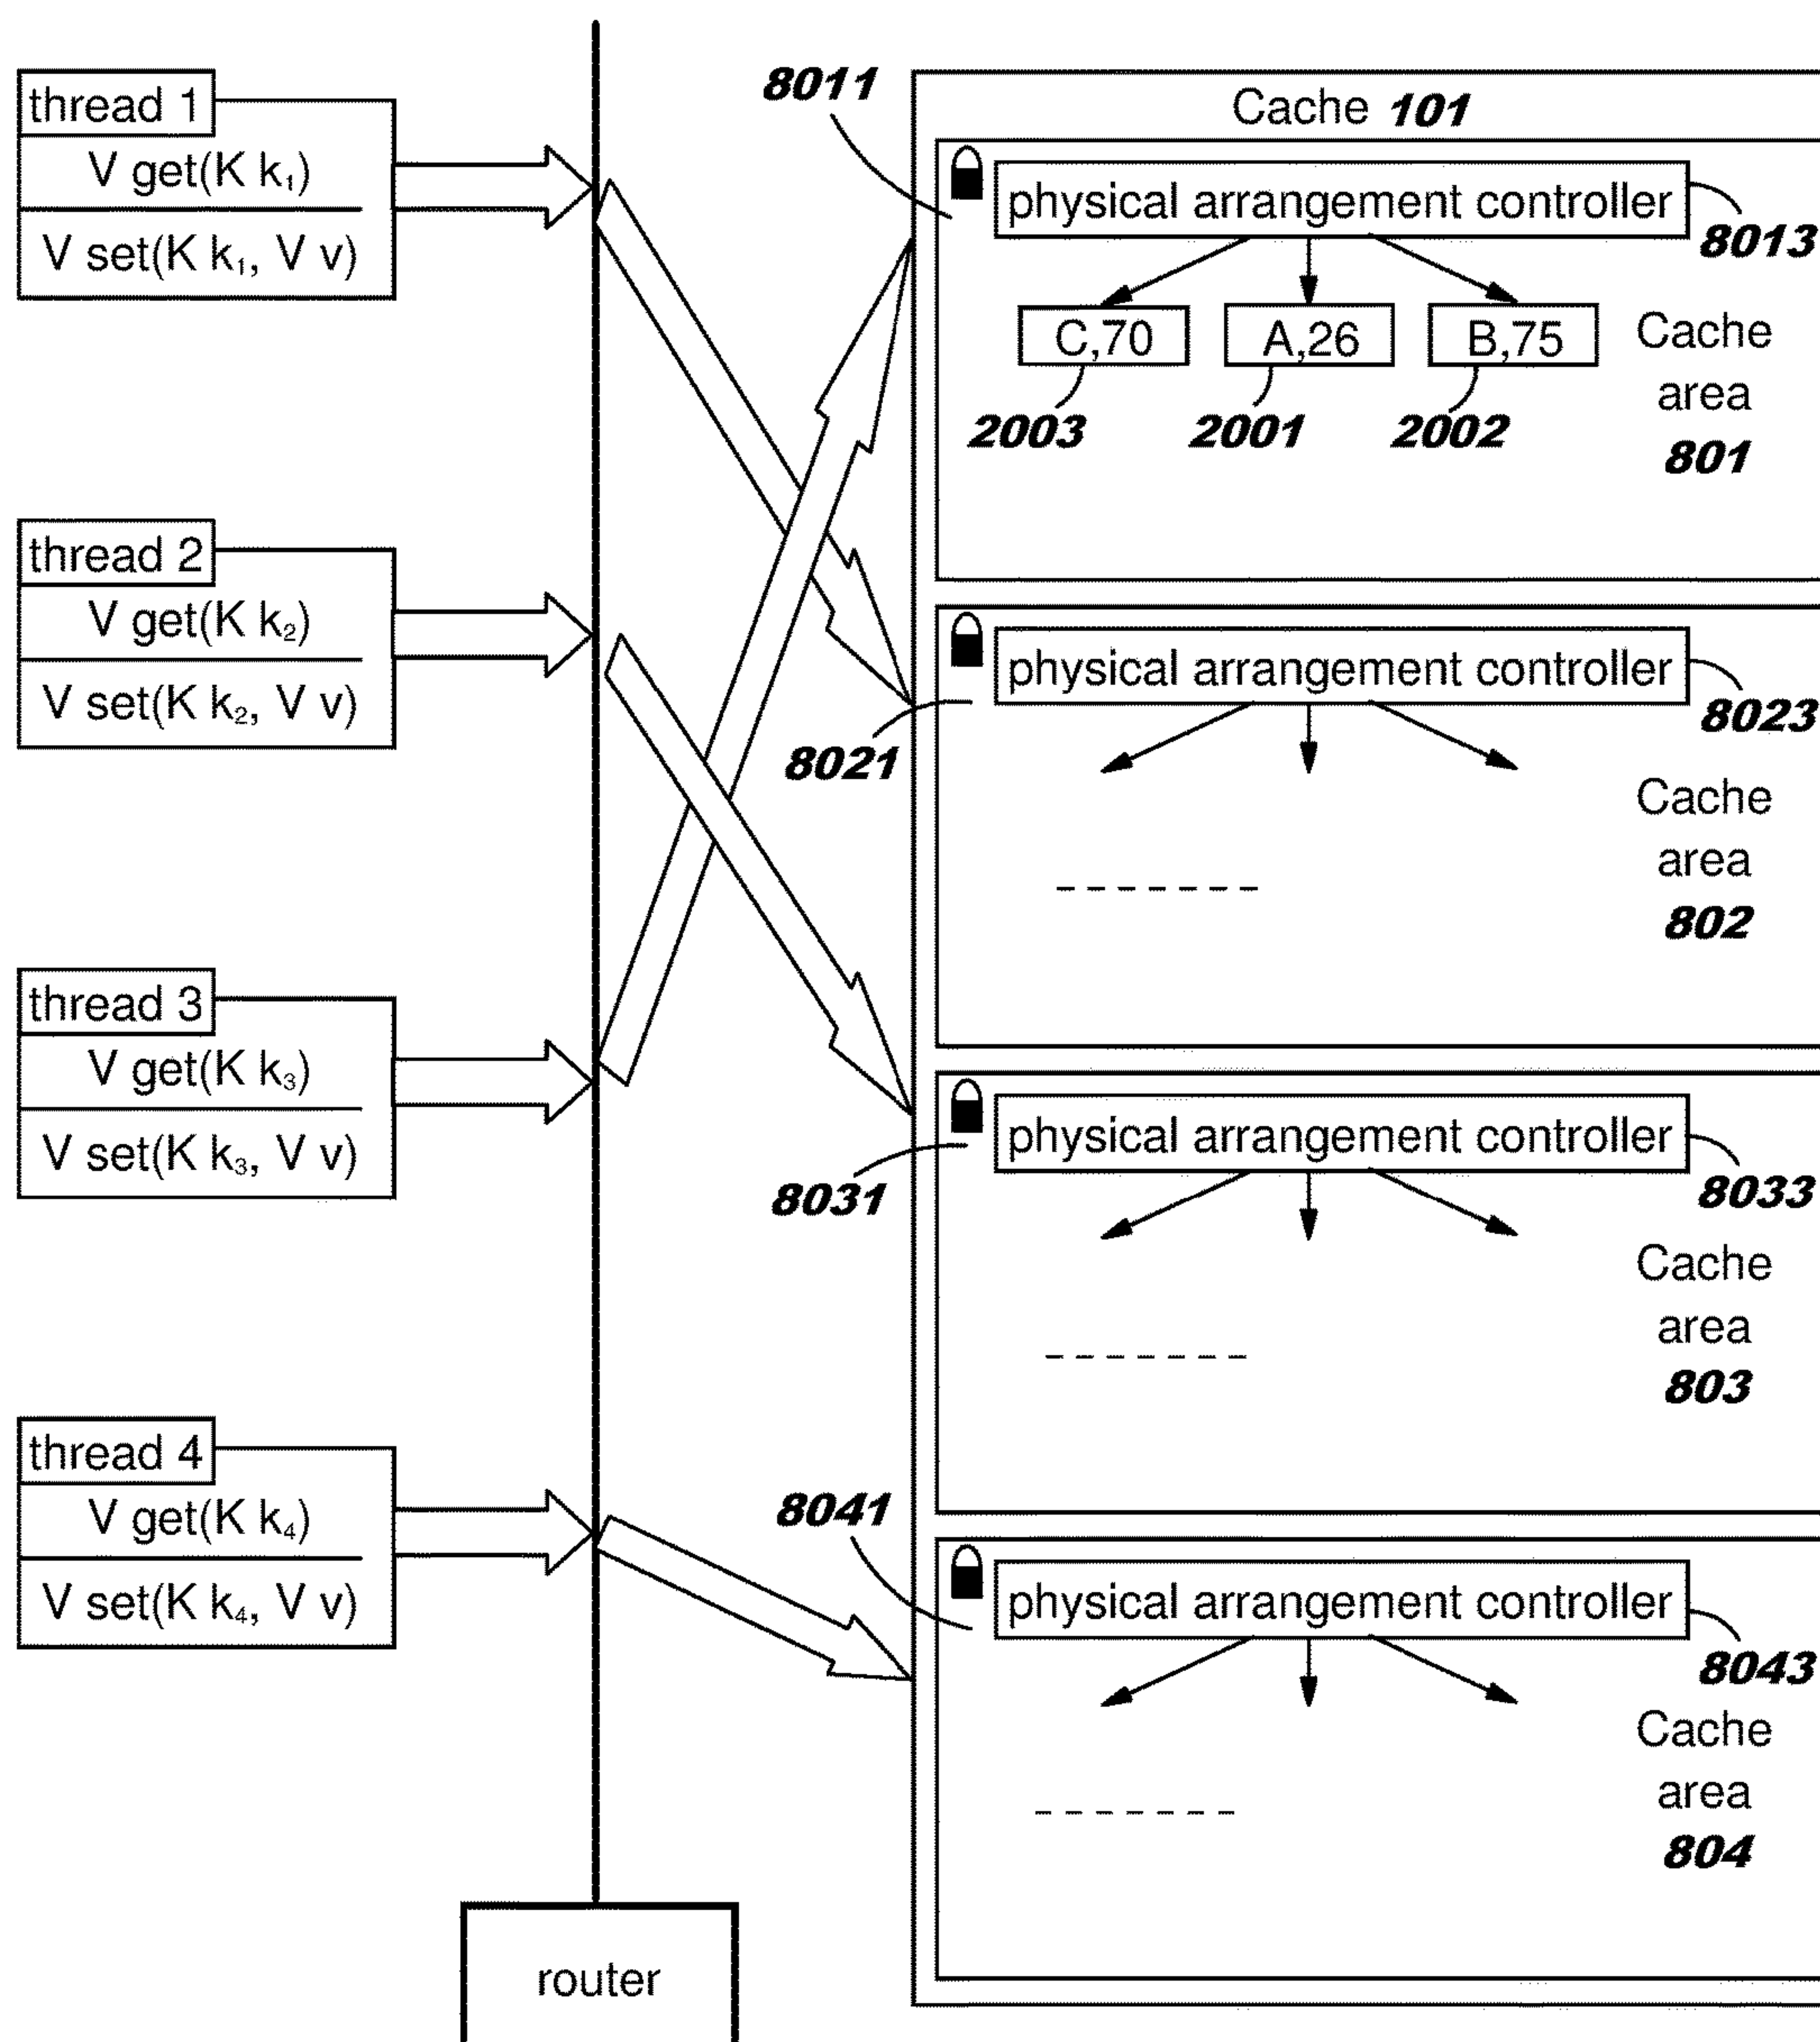 thread 1
V get(K k₁)
V set(K k₁, V v)
thread 2
V get(K k₂)
V set(K k₂, V v)
thread 3
V get(K k₃)
V set(K k₃, V v)
thread 4
V get(K k₄)
V set(K k₄, V v)
router
8011
8021
8031
8041
Cache 101
physical arrangement controller
8013
C,70
A,26
B,75
2003
2001
2002
Cache
area
801
physical arrangement controller
8023
Cache
area
802
physical arrangement controller
8033
Cache
area
803
physical arrangement controller
8043
Cache
area
804